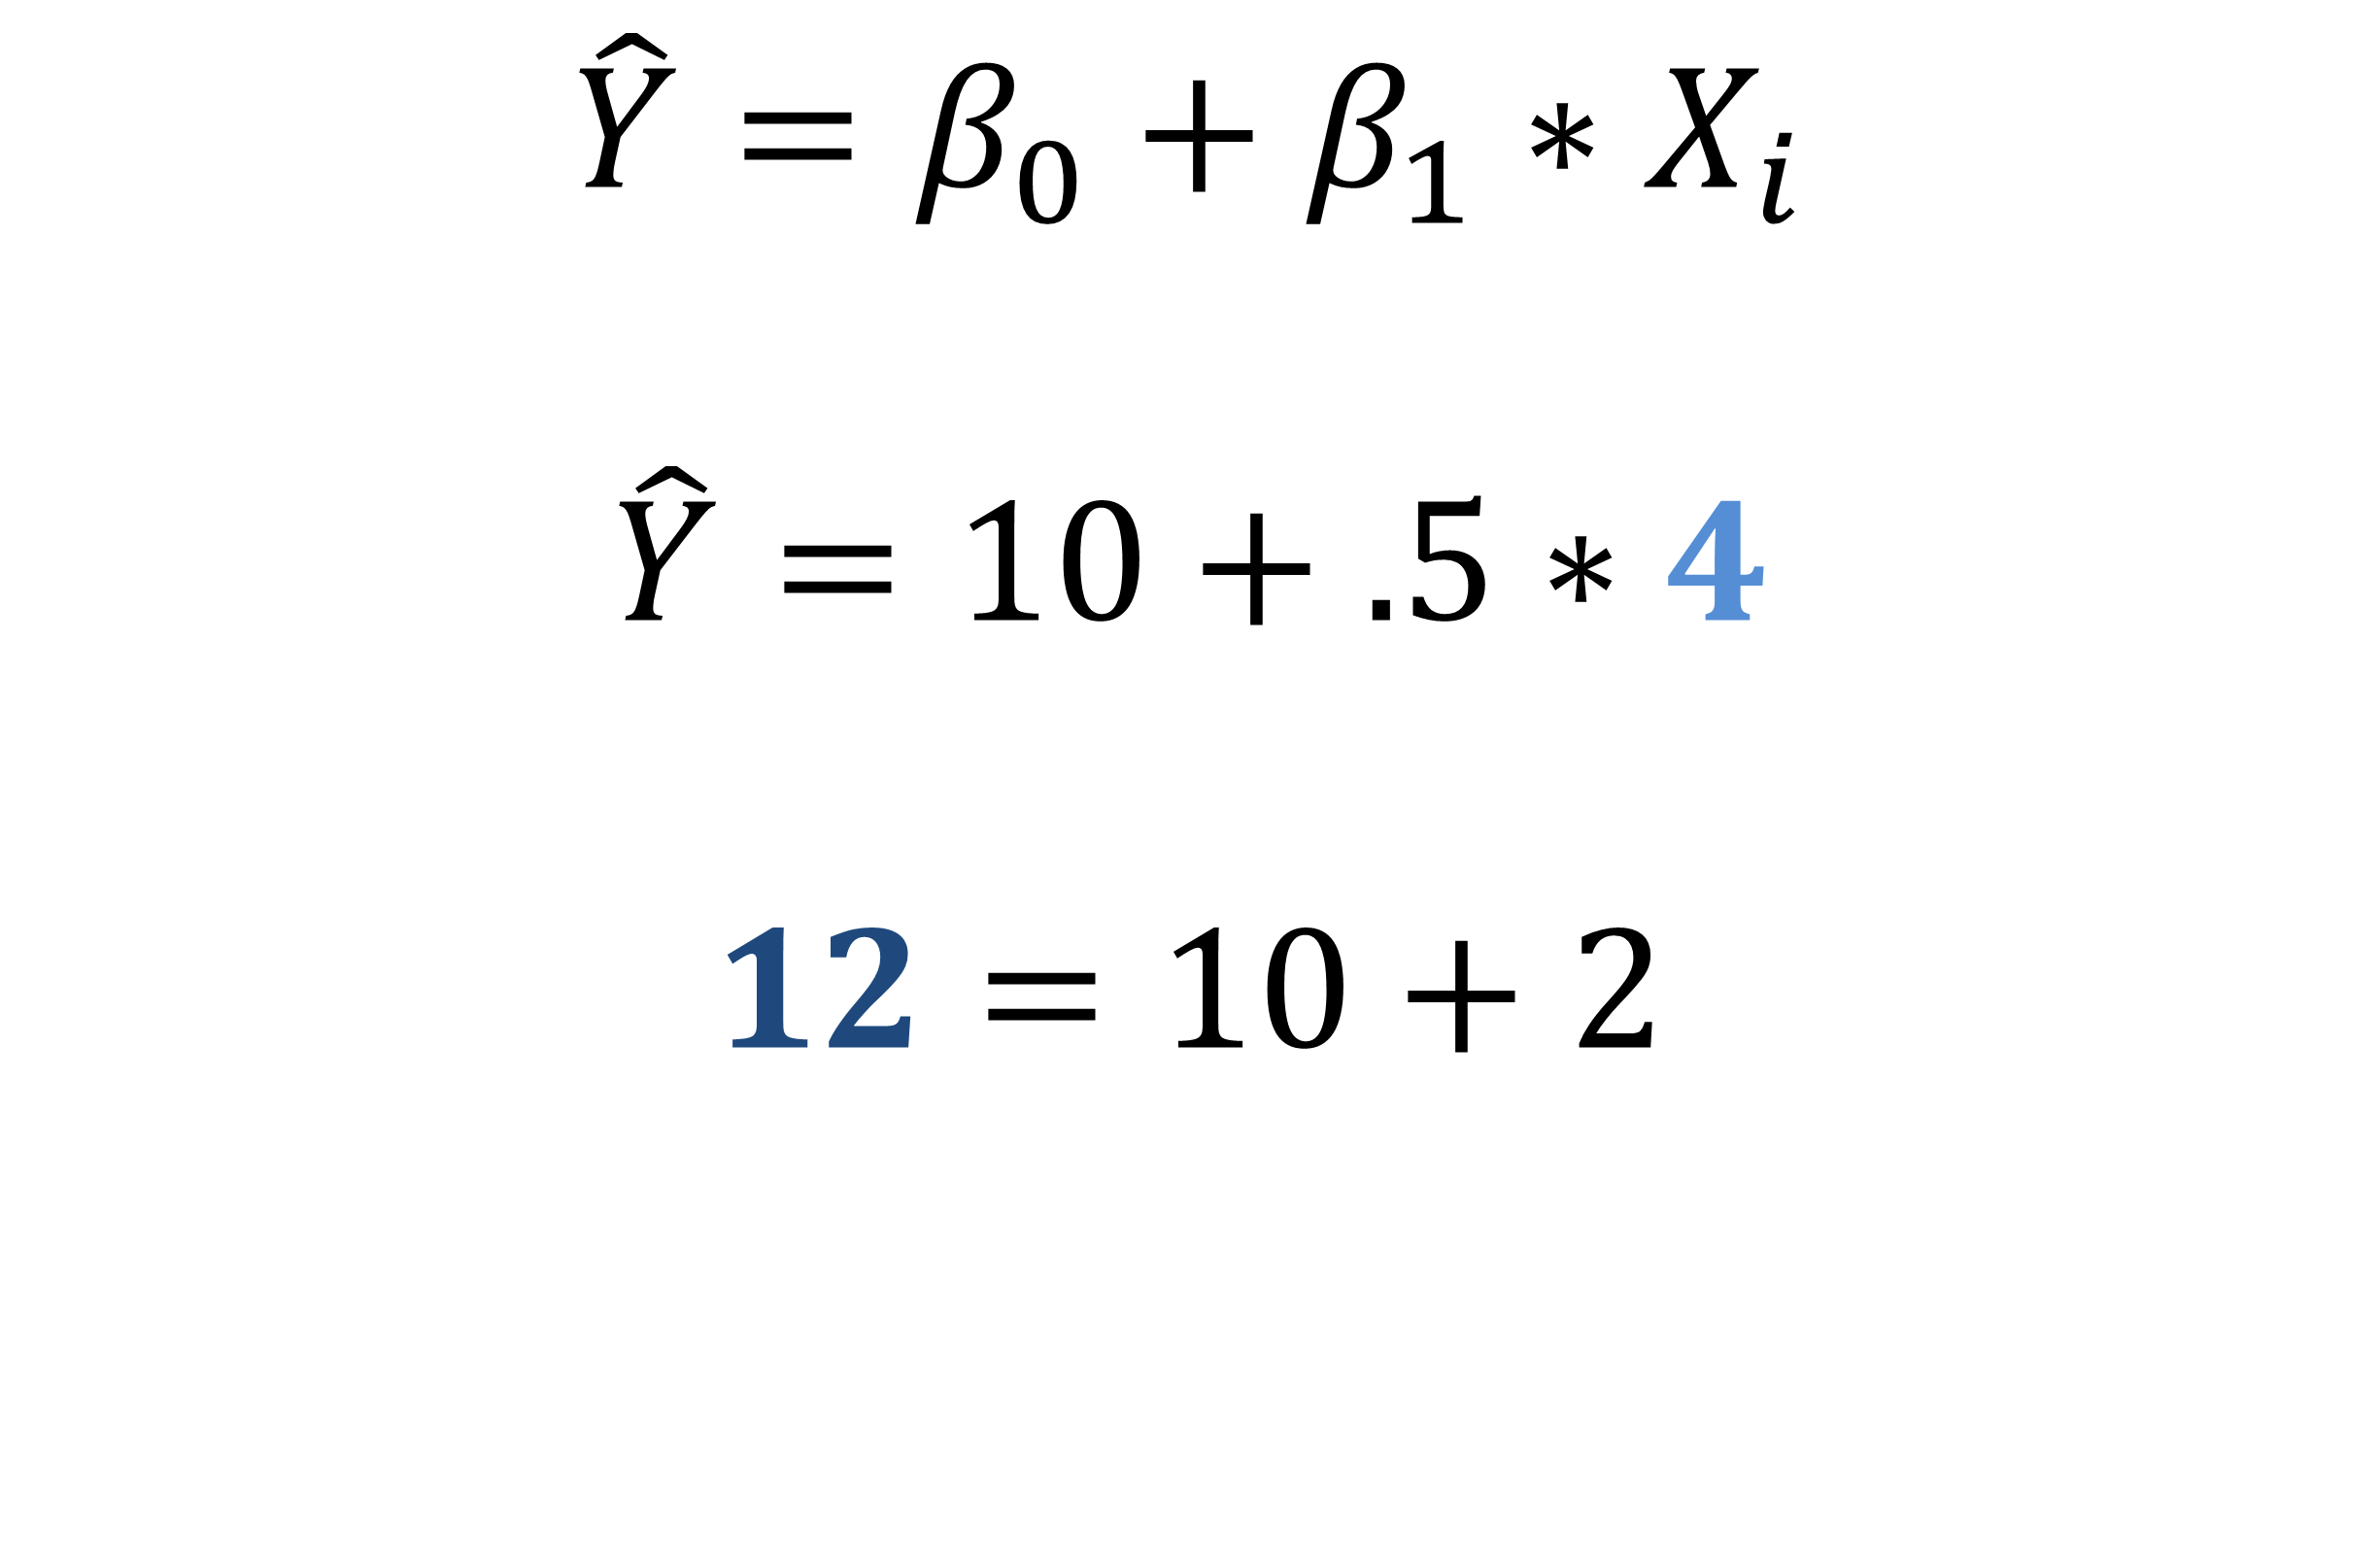 Ŷ = β₀ + β₁ * Xᵢ
Ŷ = 10 + .5 * 4
12 = 10 + 2